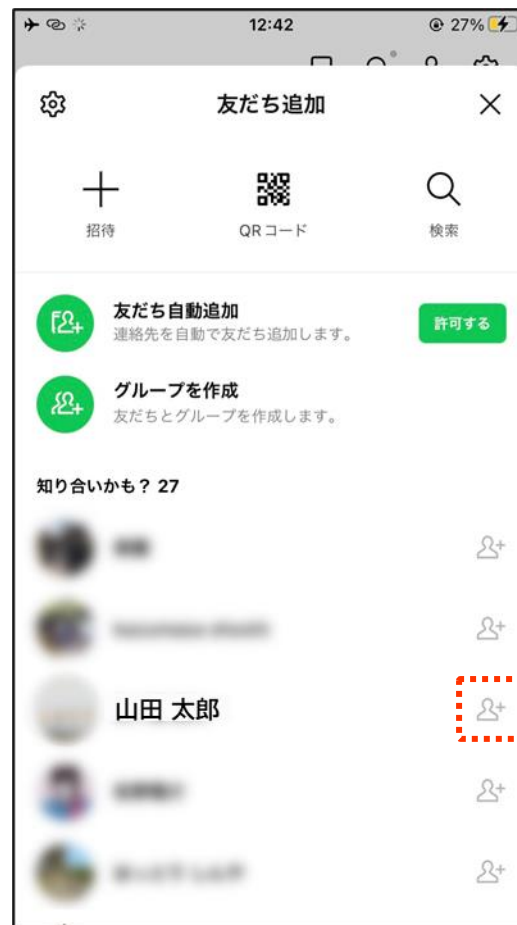 12:42
27%
友だち追加
招待
QRコード
検索
友だち自動追加
連絡先を自動で友だち追加します。
許可する
グループを作成
友だちとグループを作成します。
知り合いかも？ 27
山田 太郎